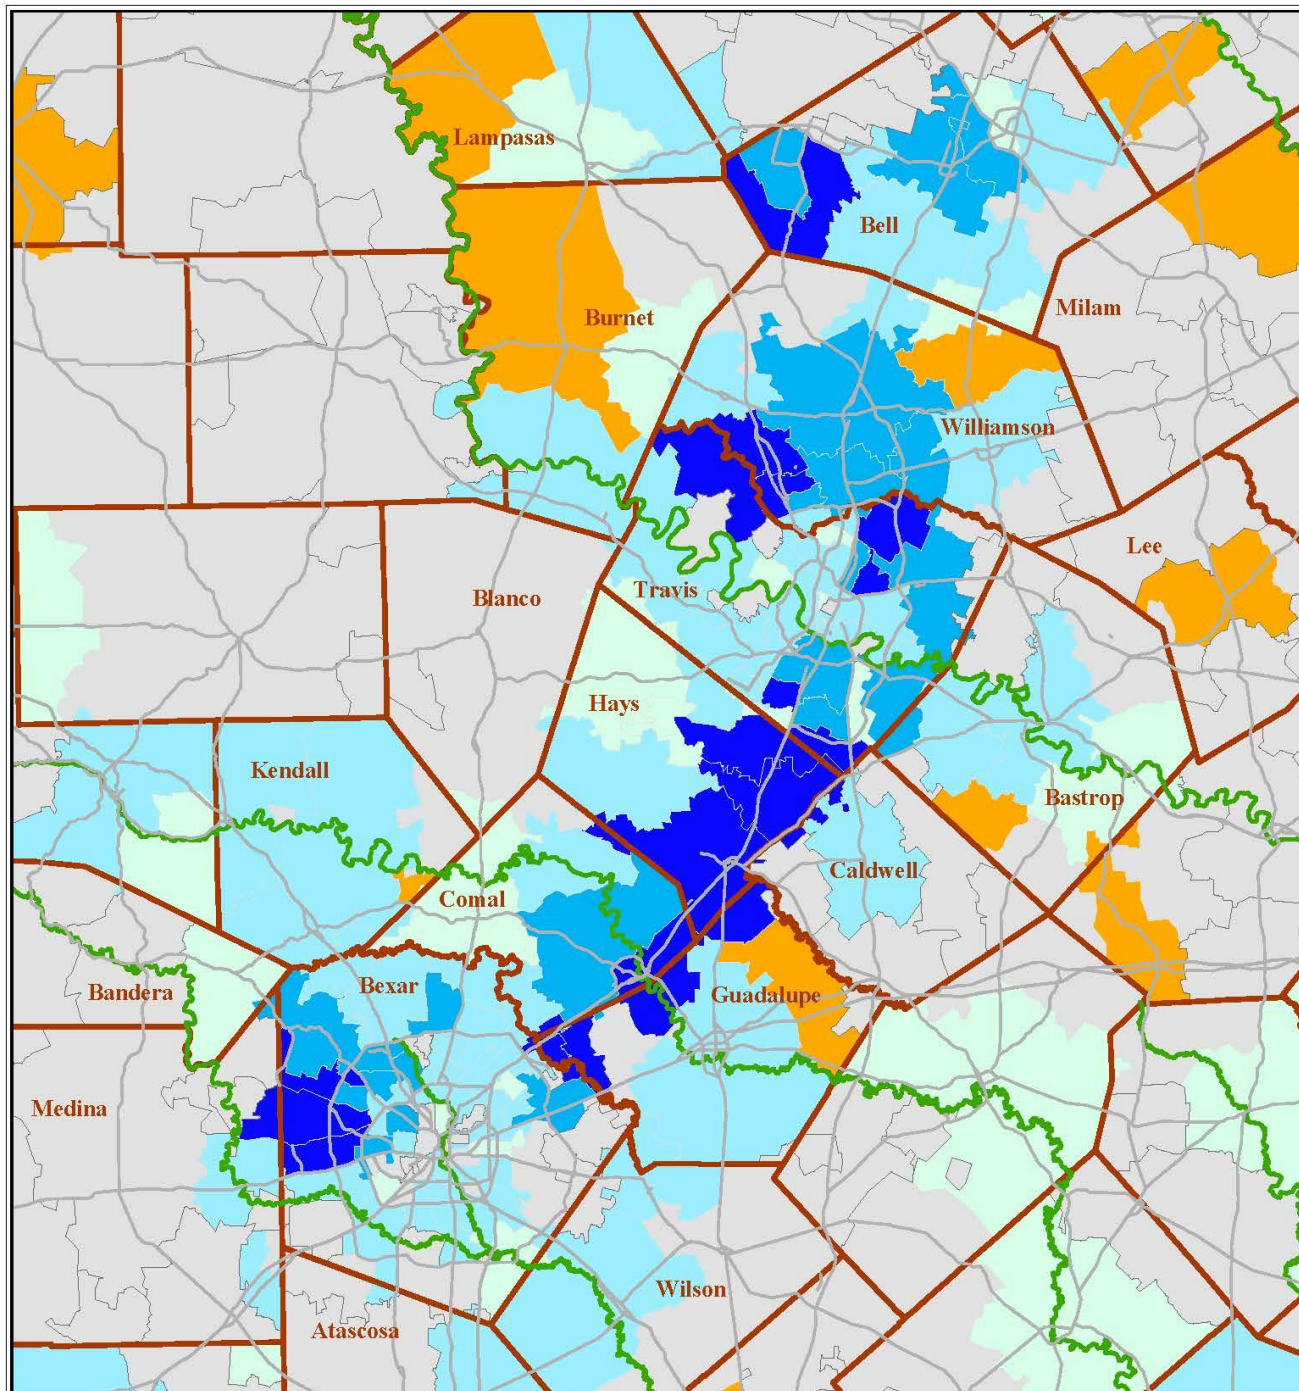 Lampasas
Bell
Milam
Burnet
Williamson
Lee
Travis
Blanco
Hays
Kendall
Bastrop
Caldwell
Comal
Bexar
Bandera
Guadalupe
Medina
Wilson
Atascosa